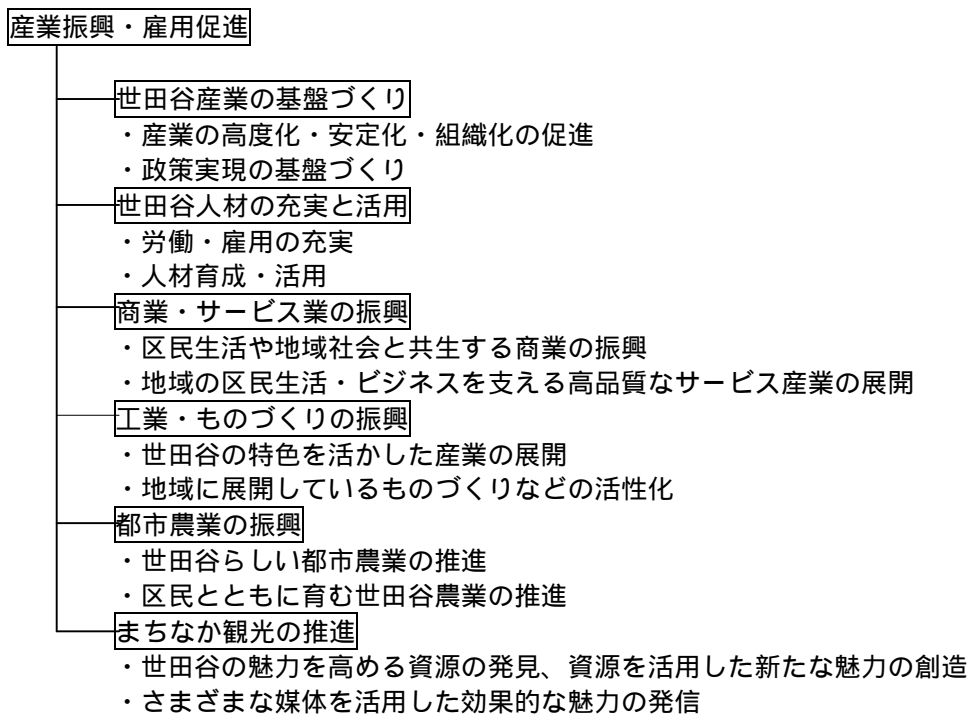 産業振興・雇用促進
世田谷産業の基盤づくり
・産業の高度化・安定化・組織化の促進
・政策実現の基盤づくり
世田谷人材の充実と活用
・労働・雇用の充実
・人材育成・活用
商業・サービス業の振興
・区民生活や地域社会と共生する商業の振興
・地域の区民生活・ビジネスを支える高品質なサービス産業の展開
工業・ものづくりの振興
・世田谷の特色を活かした産業の展開
・地域に展開しているものづくりなどの活性化
都市農業の振興
・世田谷らしい都市農業の推進
・区民とともに育む世田谷農業の推進
まちなか観光の推進
・世田谷の魅力を高める資源の発見、資源を活用した新たな魅力の創造
・さまざまな媒体を活用した効果的な魅力の発信